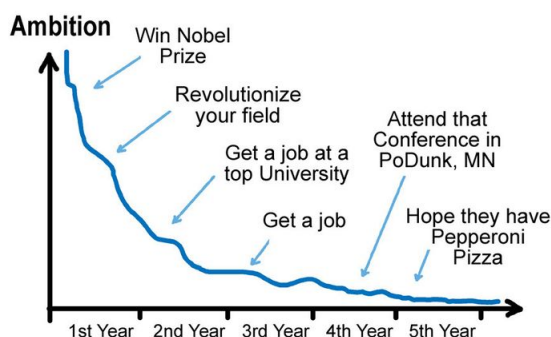 Ambition
Win Nobel
Prize
Revolutionize
your field
Get a job at a
top University
Get a job
Attend that
Conference in
PoDunk, MN
Hope they have
Pepperoni
Pizza
1st Year 2nd Year 3rd Year 4th Year 5th Year